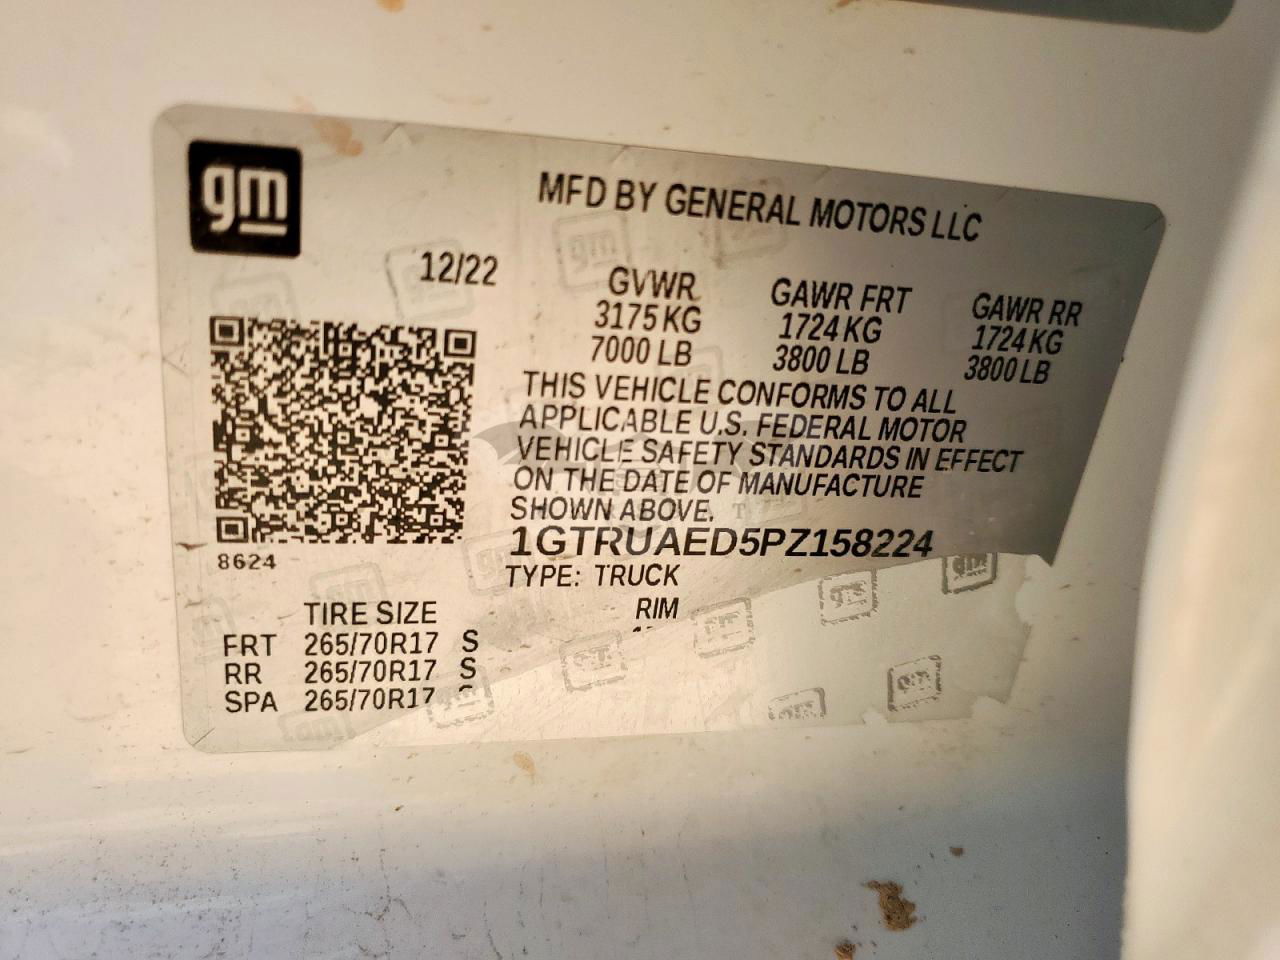 gm
MFD BY GENERAL MOTORS LLC
12/22
GVWR GAWR FRT GAWR RR
3175 KG 1724 KG 1724 KG
7000 LB 3800 LB 3800 LB
THIS VEHICLE CONFORMS TO ALL
APPLICABLE U.S. FEDERAL MOTOR
VEHICLE SAFETY STANDARDS IN EFFECT
ON THE DATE OF MANUFACTURE
SHOWN ABOVE.
1GTRUAED5PZ158224
8624
TYPE: TRUCK
TIRE SIZE RIM
FRT 265/70R17 S
RR 265/70R17 S
SPA 265/70R17